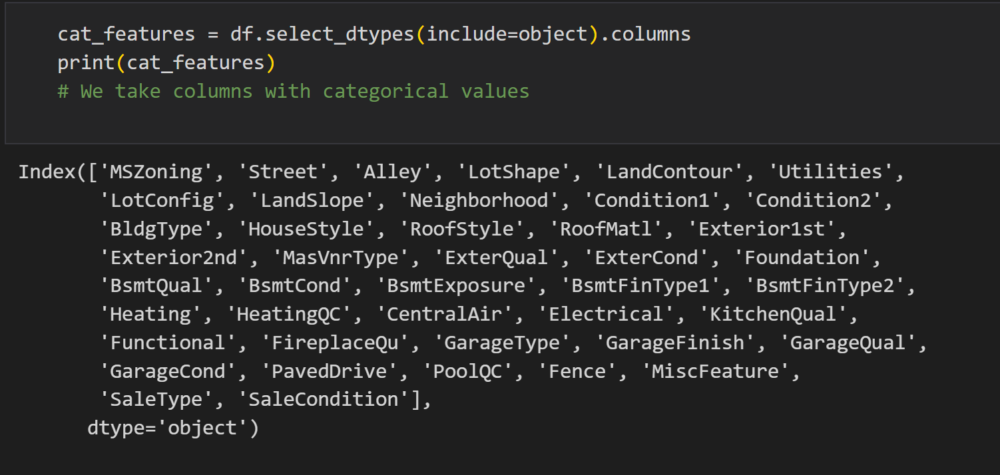 cat_features = df.select_dtypes(include=object).columns
print(cat_features)
# We take columns with categorical values
Index(['MSZoning', 'Street', 'Alley', 'LotShape', 'LandContour', 'Utilities',
'LotConfig', 'LandSlope', 'Neighborhood', 'Condition1', 'Condition2',
'BldgType', 'HouseStyle', 'RoofStyle', 'RoofMatl', 'Exterior1st',
'Exterior2nd', 'MasVnrType', 'ExterQual', 'ExterCond', 'Foundation',
'BsmtQual', 'BsmtCond', 'BsmtExposure', 'BsmtFinType1', 'BsmtFinType2',
'Heating', 'HeatingQC', 'CentralAir', 'Electrical', 'KitchenQual',
'Functional', 'FireplaceQu', 'GarageType', 'GarageFinish', 'GarageQual',
'GarageCond', 'PavedDrive', 'PoolQC', 'Fence', 'MiscFeature',
'SaleType', 'SaleCondition'],
dtype='object')